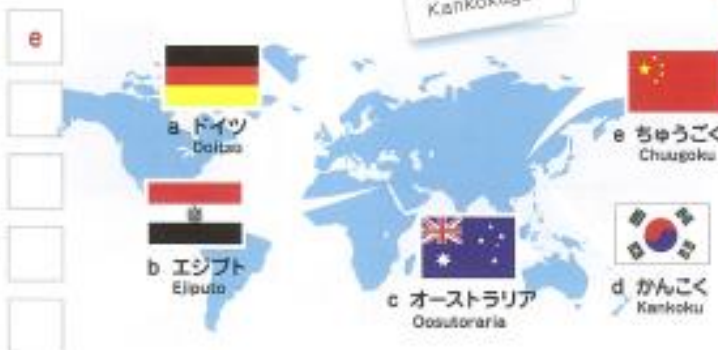 e
a ドイツ
Doitsu
e ちゅうごく
Chuugoku
b エジプト
Ejiputo
c オーストラリア
Oosutoraria
d かんこく
Kankoku